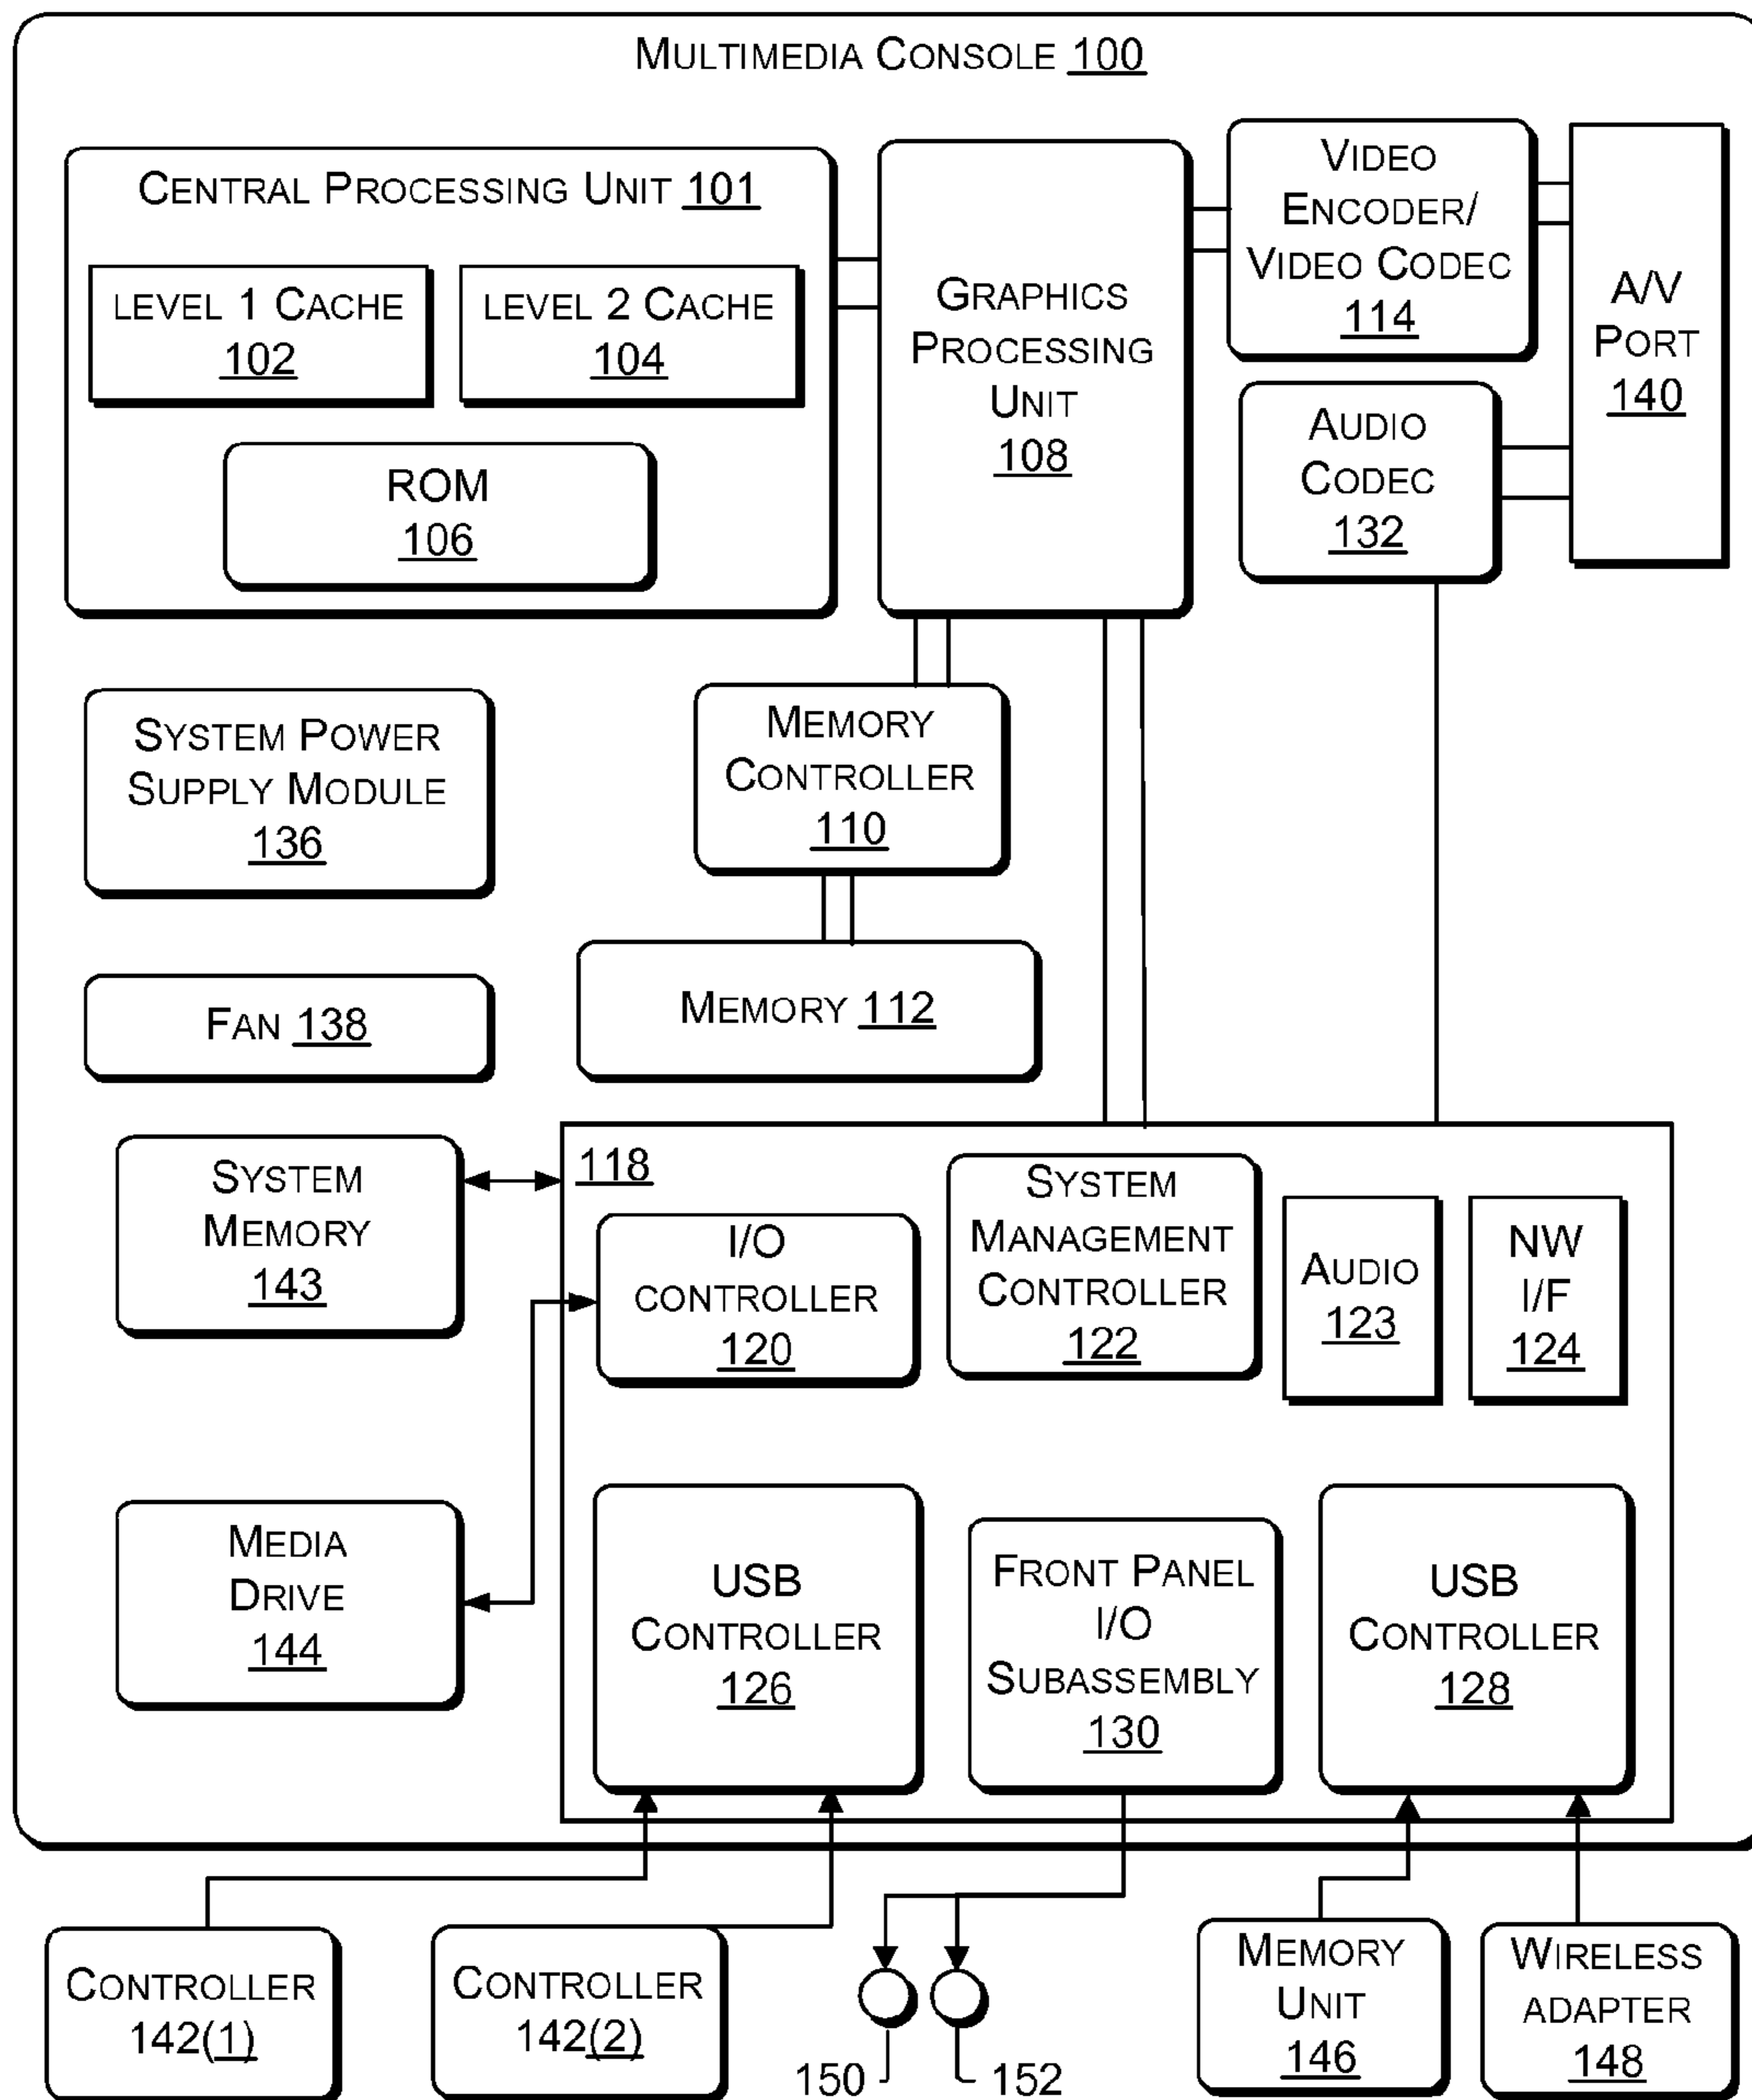 MULTIMEDIA CONSOLE 100
CENTRAL PROCESSING UNIT 101
LEVEL 1 CACHE
102
LEVEL 2 CACHE
104
ROM
106
GRAPHICS
PROCESSING
UNIT
108
VIDEO
ENCODER/
VIDEO CODEC
114
AUDIO
CODEC
132
A/V
PORT
140
SYSTEM POWER
SUPPLY MODULE
136
MEMORY
CONTROLLER
110
FAN 138
MEMORY 112
SYSTEM
MEMORY
143
118
I/O
CONTROLLER
120
SYSTEM
MANAGEMENT
CONTROLLER
122
AUDIO
123
NW
I/F
124
MEDIA
DRIVE
144
USB
CONTROLLER
126
FRONT PANEL
I/O
SUBASSEMBLY
130
USB
CONTROLLER
128
CONTROLLER
142(1)
CONTROLLER
142(2)
150
152
MEMORY
UNIT
146
WIRELESS
ADAPTER
148